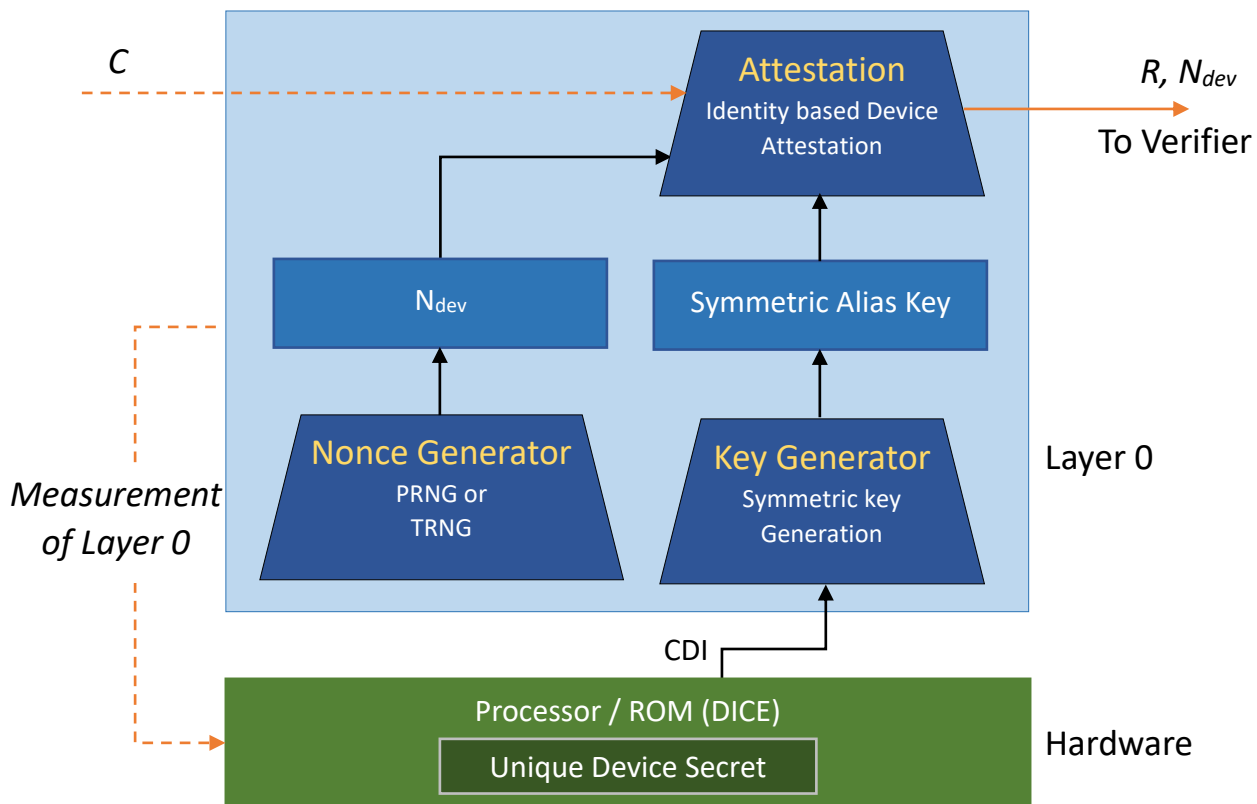 C
Attestation
Identity based Device
Attestation
R, Ndev
To Verifier
Ndev
Symmetric Alias Key
Nonce Generator
PRNG or
TRNG
Key Generator
Symmetric key
Generation
Layer 0
Measurement
of Layer 0
CDI
Processor / ROM (DICE)
Unique Device Secret
Hardware